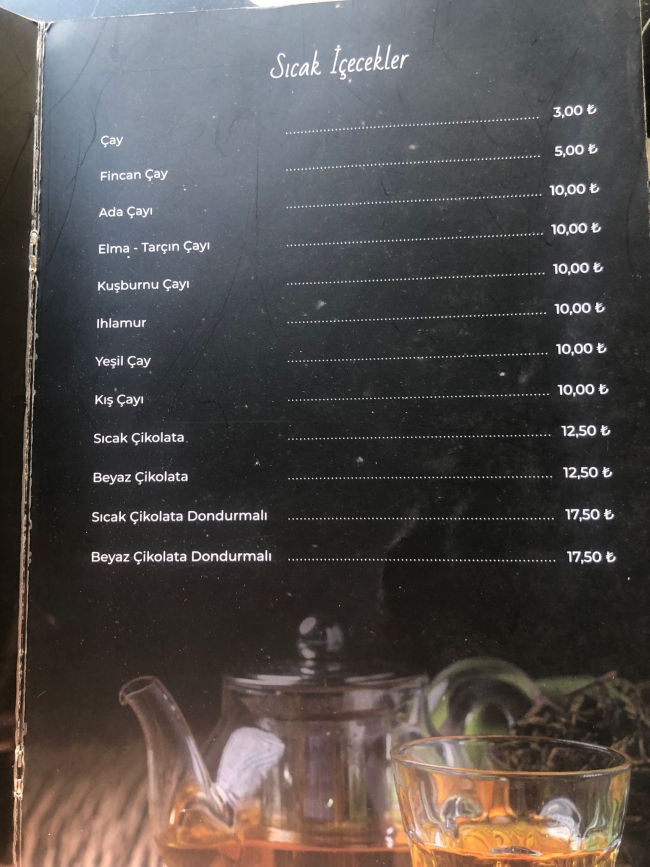 Sıcak İçecekler
Çay ........................ 3,00 ₺
Fincan Çay ........................ 5,00 ₺
Ada Çayı ........................ 10,00 ₺
Elma - Tarçın Çayı ........................ 10,00 ₺
Kuşburnu Çayı ........................ 10,00 ₺
Ihlamur ........................ 10,00 ₺
Yeşil Çay ........................ 10,00 ₺
Kış Çayı ........................ 10,00 ₺
Sıcak Çikolata ........................ 12,50 ₺
Beyaz Çikolata ........................ 12,50 ₺
Sıcak Çikolata Dondurmalı ........................ 17,50 ₺
Beyaz Çikolata Dondurmalı ........................ 17,50 ₺